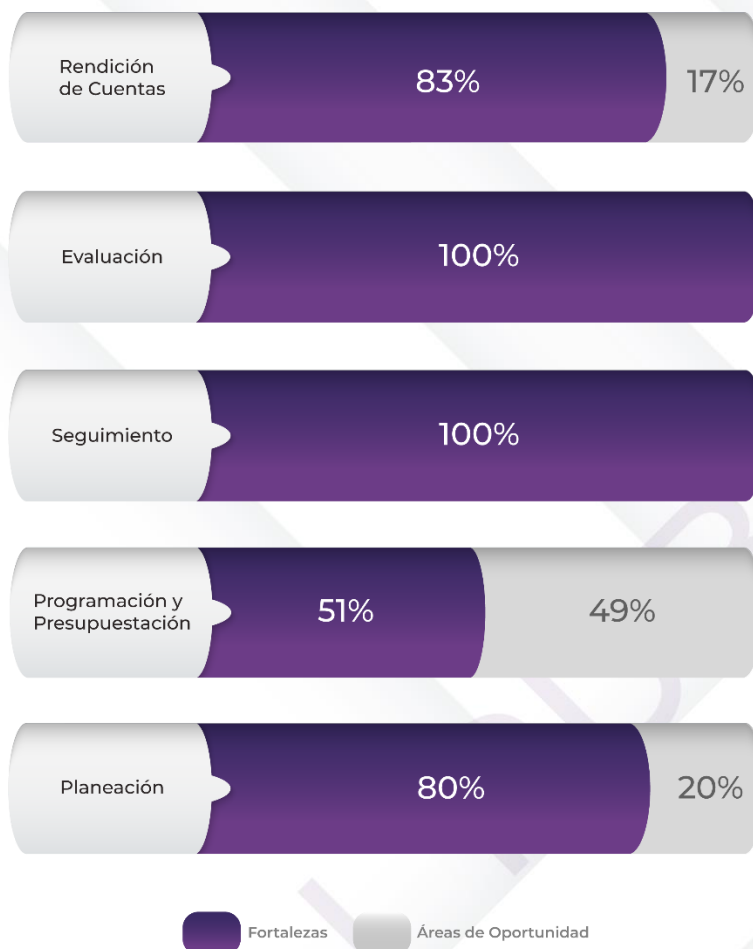 Rendición
de Cuentas
83%
17%
Evaluación
100%
Seguimiento
100%
Programación y
Presupuestación
51%
49%
Planeación
80%
20%
Fortalezas
Áreas de Oportunidad